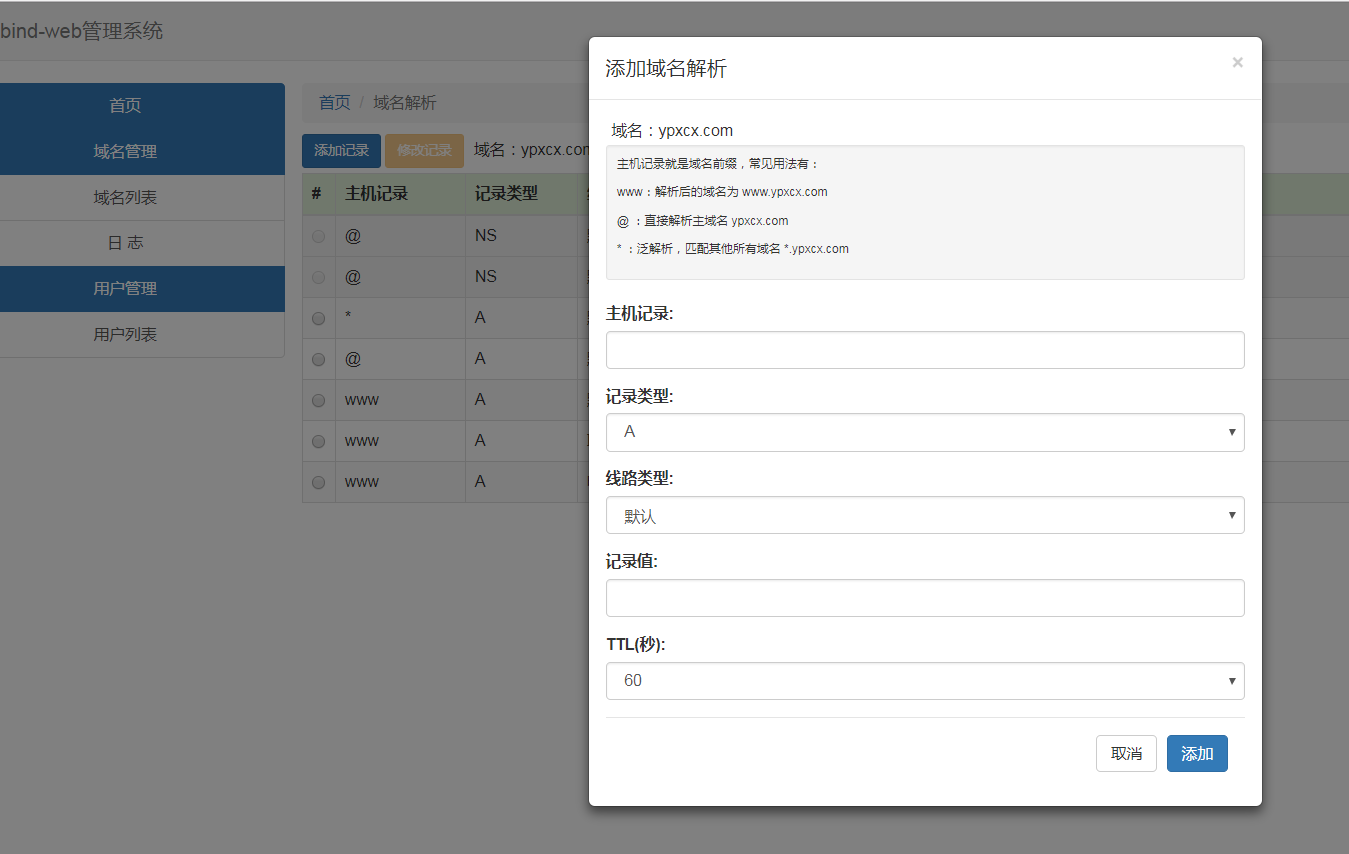 bind-web管理系统
首页
域名管理
域名列表
日 志
用户管理
用户列表
首页 / 域名解析
添加记录 修改记录 域名：ypxcx.com
# 主机记录 记录类型
@ NS
@ NS
* A
@ A
www A
www A
www A
添加域名解析 ×
域名：ypxcx.com
主机记录就是域名前缀，常见用法有：
www：解析后的域名为 www.ypxcx.com
@ ：直接解析主域名 ypxcx.com
* ：泛解析，匹配其他所有域名 *.ypxcx.com
主机记录:
记录类型:
A
线路类型:
默认
记录值:
TTL(秒):
60
取消 添加